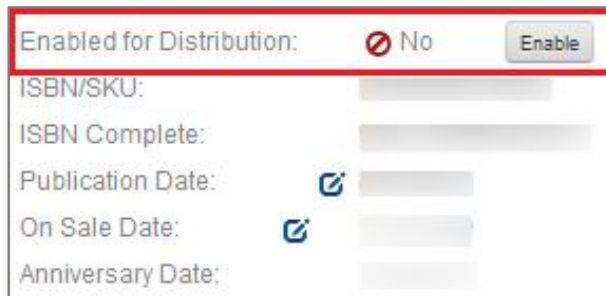 Enabled for Distribution: No Enable
ISBN/SKU:
ISBN Complete:
Publication Date:
On Sale Date:
Anniversary Date: